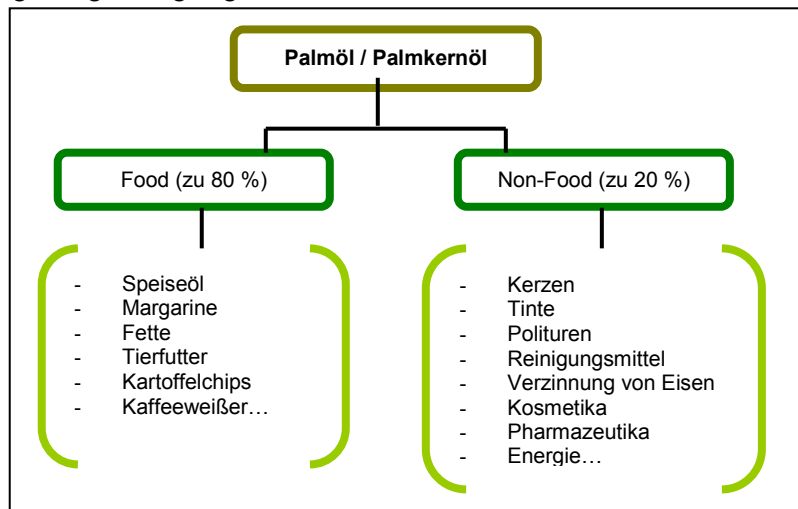 Palmöl / Palmkernöl
Food (zu 80 %)
Non-Food (zu 20 %)
- Speiseöl
- Margarine
- Fette
- Tierfutter
- Kartoffelchips
- Kaffeeweißer…
- Kerzen
- Tinte
- Polituren
- Reinigungsmittel
- Verzinnung von Eisen
- Kosmetika
- Pharmazeutika
- Energie…